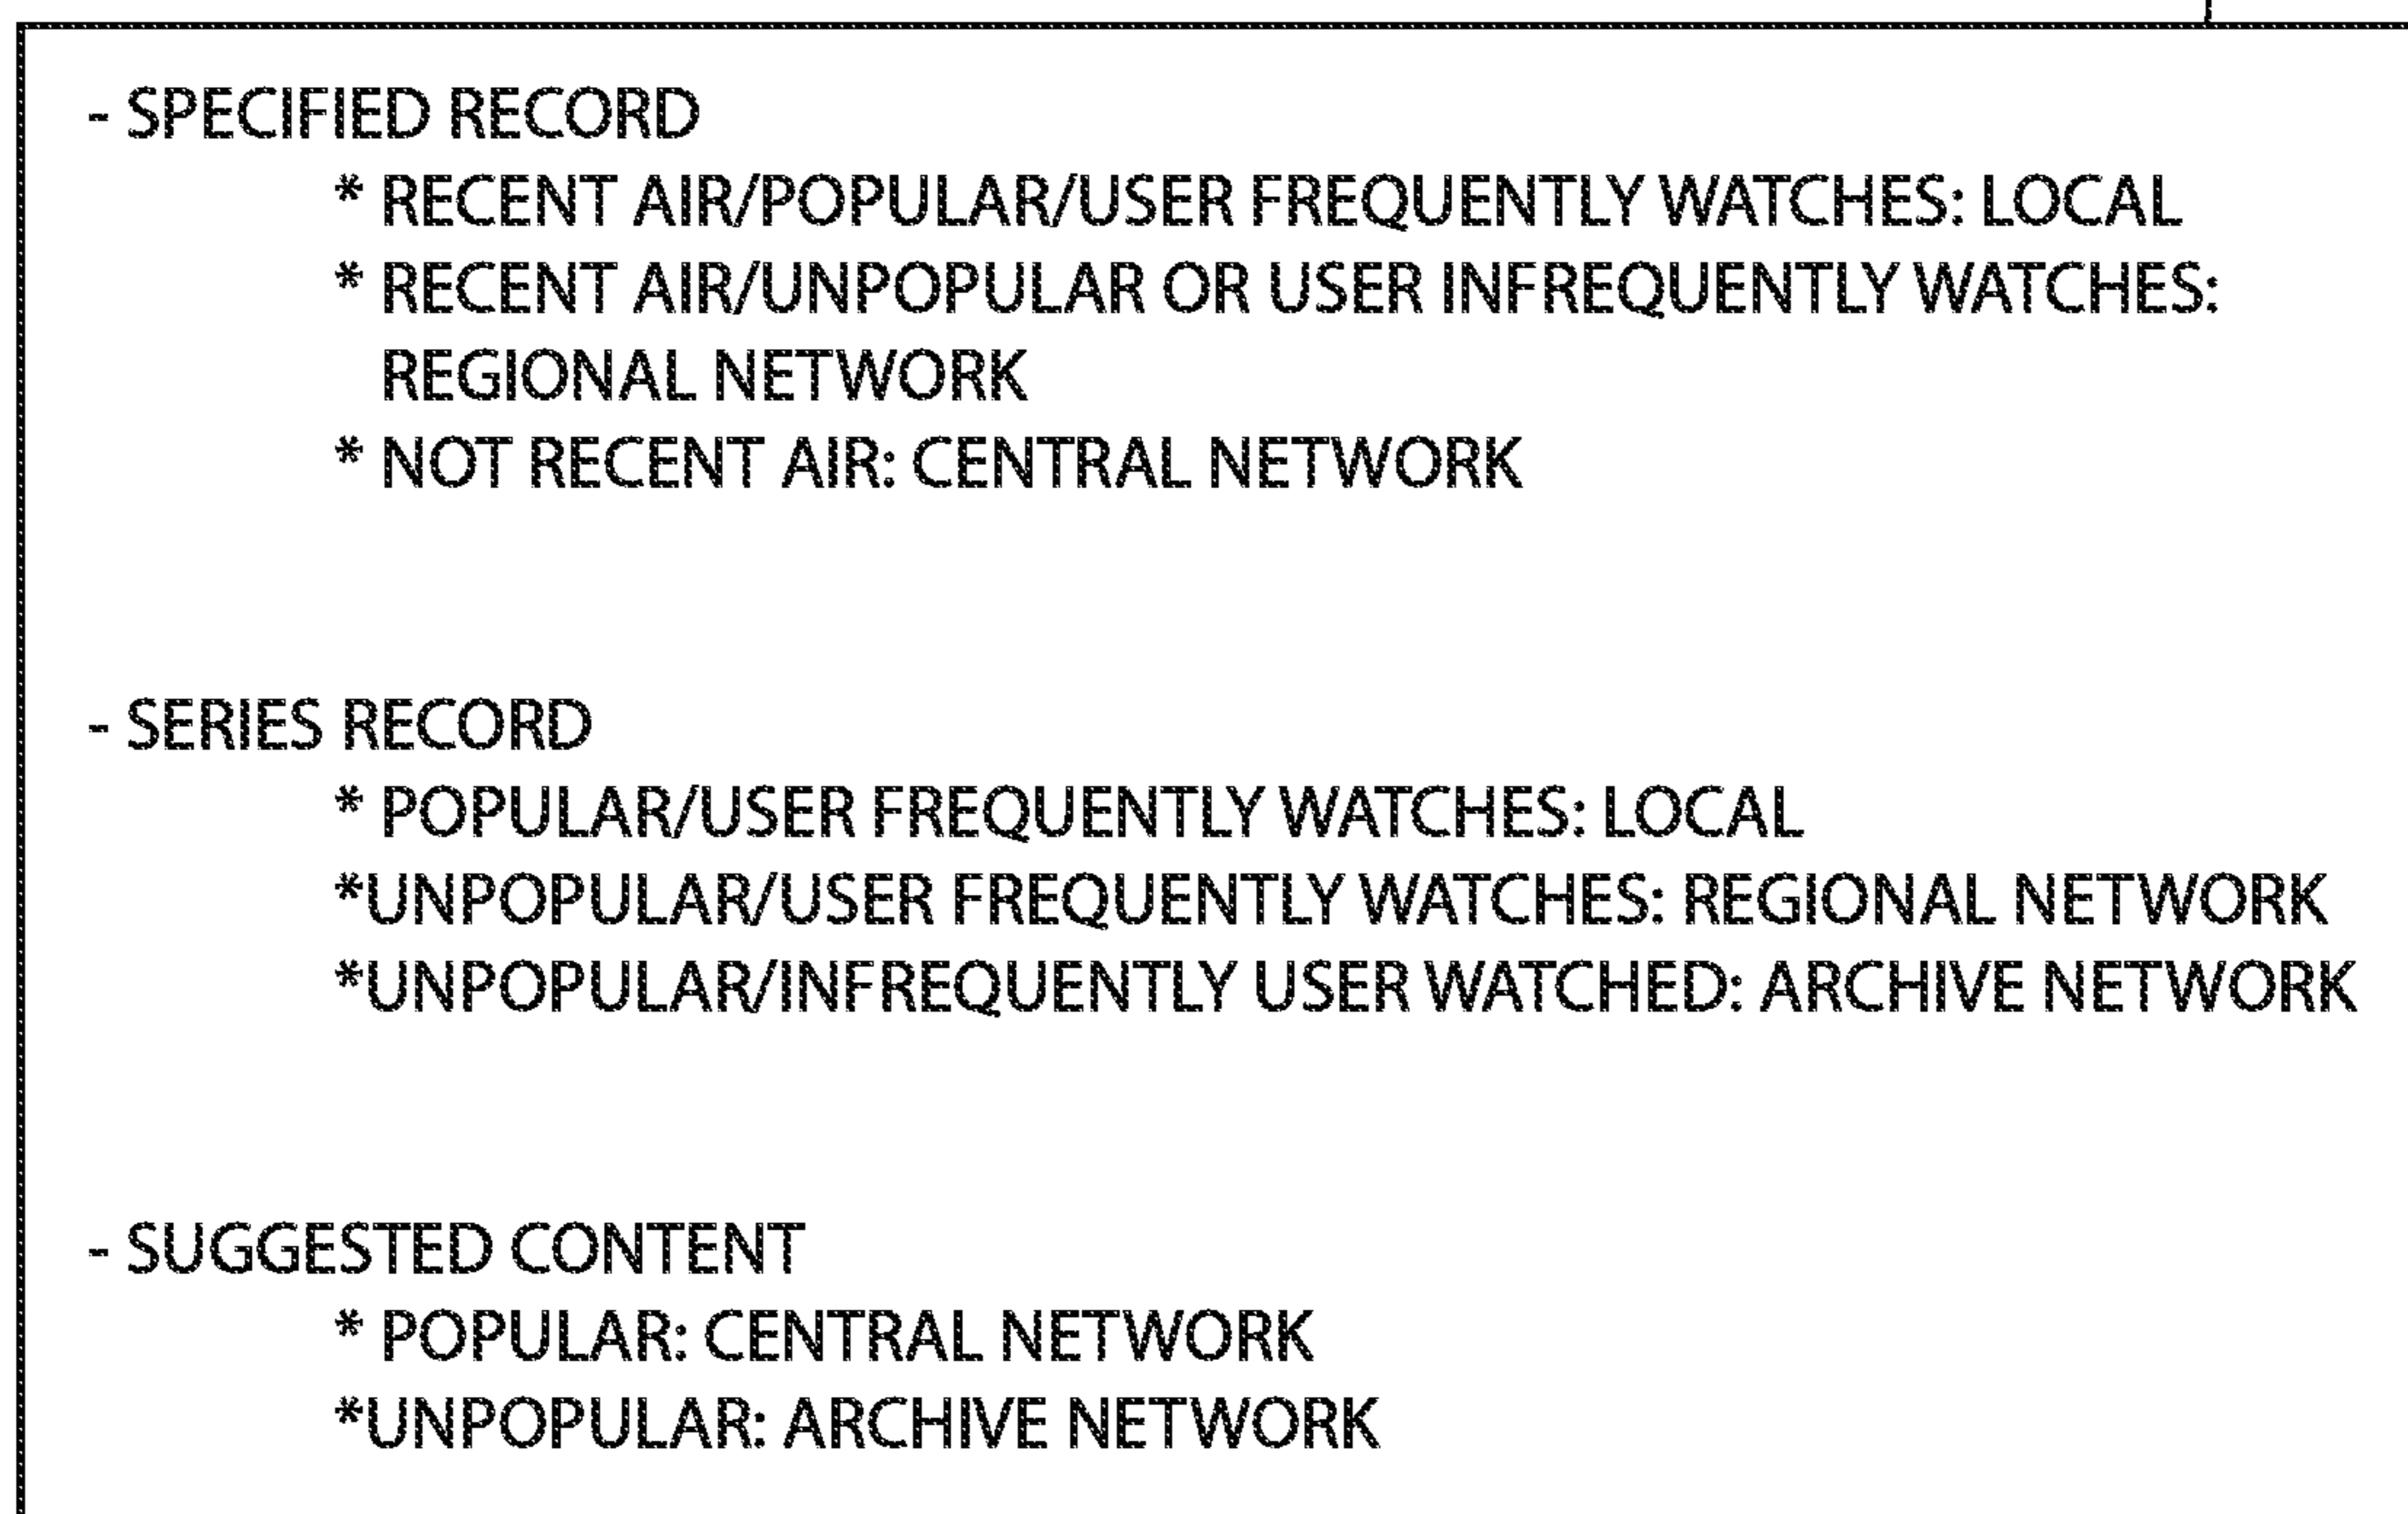 - SPECIFIED RECORD
* RECENT AIR/POPULAR/USER FREQUENTLY WATCHES: LOCAL
* RECENT AIR/UNPOPULAR OR USER INFREQUENTLY WATCHES:
REGIONAL NETWORK
* NOT RECENT AIR: CENTRAL NETWORK
- SERIES RECORD
* POPULAR/USER FREQUENTLY WATCHES: LOCAL
*UNPOPULAR/USER FREQUENTLY WATCHES: REGIONAL NETWORK
*UNPOPULAR/INFREQUENTLY USER WATCHED: ARCHIVE NETWORK
- SUGGESTED CONTENT
* POPULAR: CENTRAL NETWORK
*UNPOPULAR: ARCHIVE NETWORK